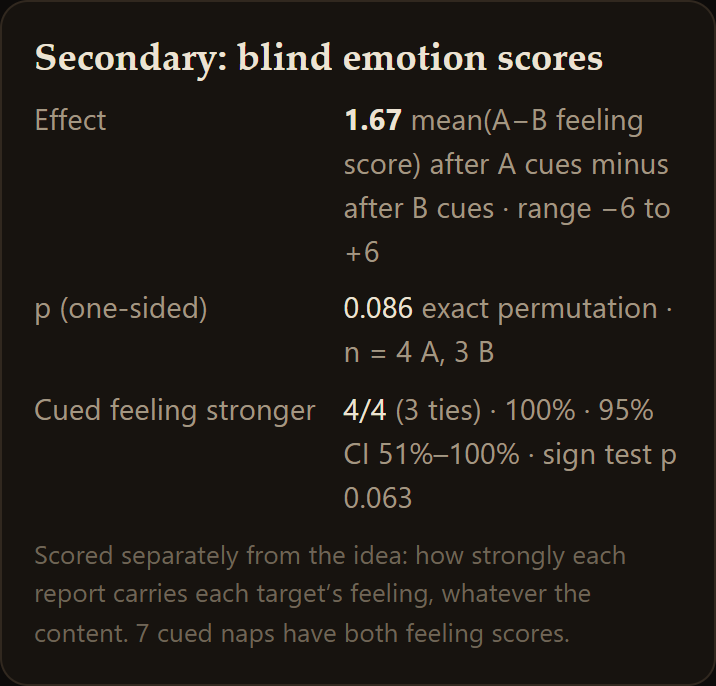 Secondary: blind emotion scores
Effect
1.67 mean(A−B feeling
score) after A cues minus
after B cues · range −6 to
+6
p (one-sided)
0.086 exact permutation ·
n = 4 A, 3 B
Cued feeling stronger
4/4 (3 ties) · 100% · 95%
CI 51%–100% · sign test p
0.063
Scored separately from the idea: how strongly each
report carries each target’s feeling, whatever the
content. 7 cued naps have both feeling scores.